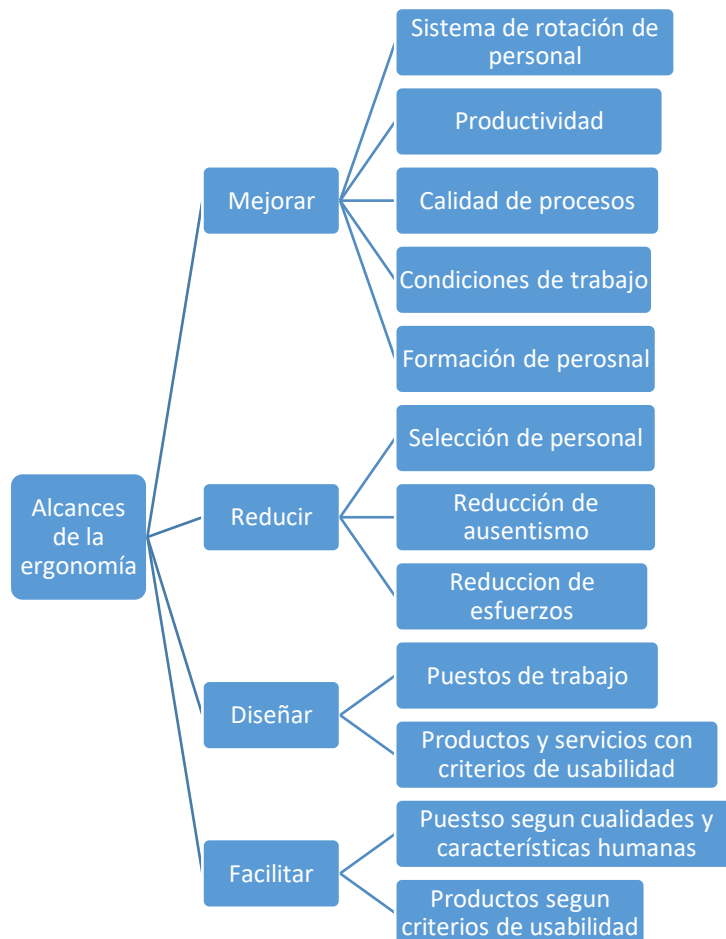 Alcances
de la
ergonomía
Mejorar
Sistema de rotación de
personal
Productividad
Calidad de procesos
Condiciones de trabajo
Formación de perosnal
Reducir
Selección de personal
Reducción de
ausentismo
Reduccion de
esfuerzos
Diseñar
Puestos de trabajo
Productos y servicios con
criterios de usabilidad
Facilitar
Puestso segun cualidades y
características humanas
Productos segun
criterios de usabilidad